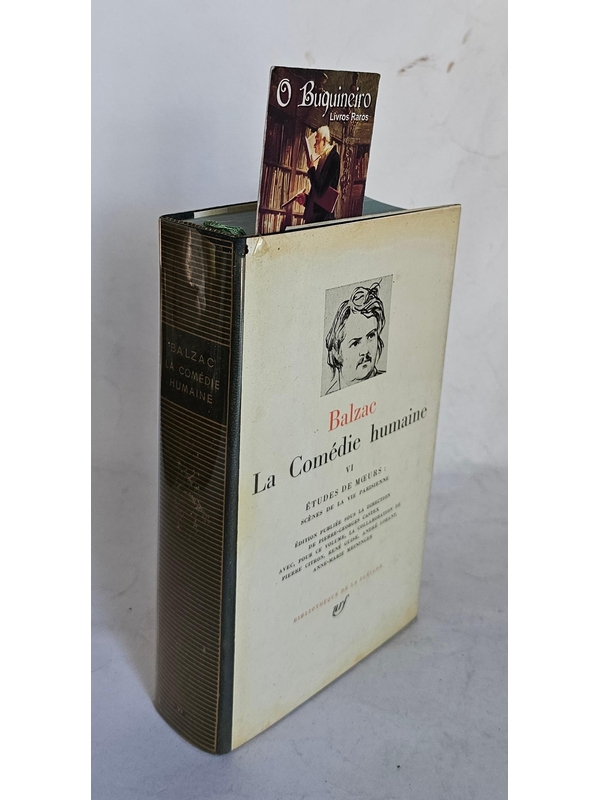 O Buquineiro
Livros Raros
BALZAC
LA COMÉDIE
HUMAINE
Balzac
La Comédie humaine
VI
ÉTUDES DE MŒURS :
SCÈNES DE LA VIE PARISIENNE
ÉDITION PUBLIÉE SOUS LA DIRECTION
DE PIERRE-GEORGES CASTEX
AVEC, POUR CE VOLUME, LA COLLABORATION DE
PIERRE CITRON, RENÉ GUISE, ANDRÉ LORANT,
ANNE-MARIE MEININGER
BIBLIOTHÈQUE DE LA PLÉIADE
nrf